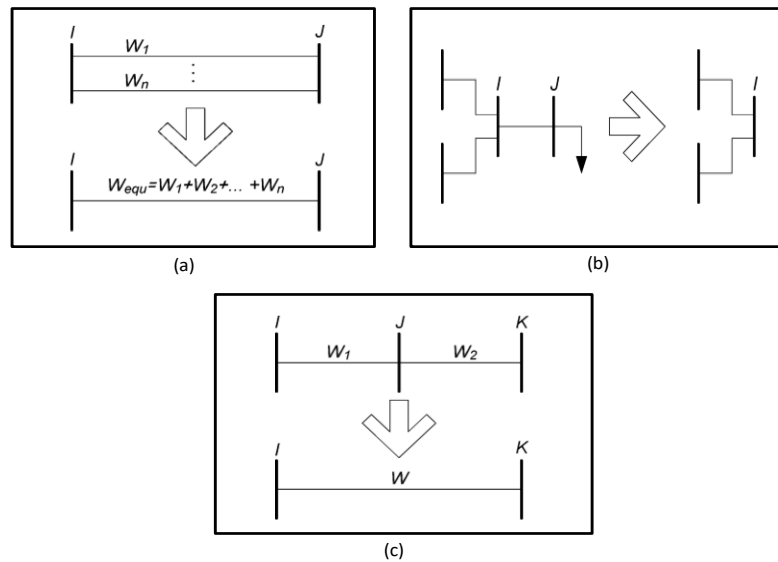 I J
W1
Wn
I J
Wequ=W1+W2+... +Wn
(a)
I J I
(b)
I J K
W1 W2
I K
W
(c)